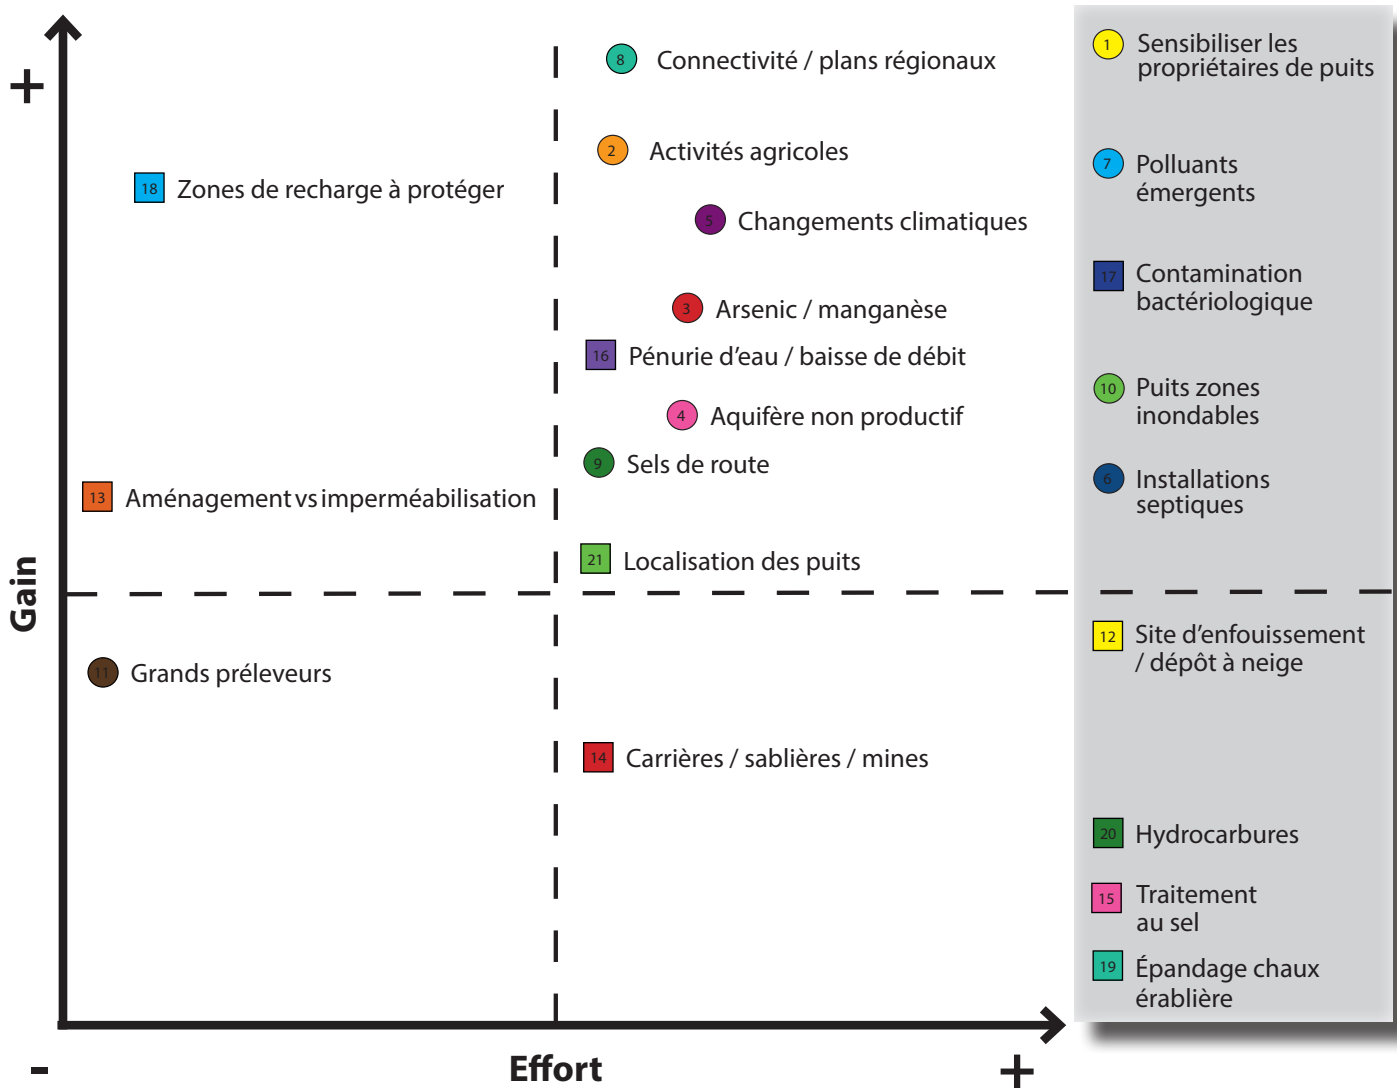 +
8 Connectivité / plans régionaux
2 Activités agricoles
18 Zones de recharge à protéger
5 Changements climatiques
3 Arsenic / manganèse
16 Pénurie d'eau / baisse de débit
4 Aquifère non productif
9 Sels de route
13 Aménagement vs imperméabilisation
21 Localisation des puits
Gain
11 Grands préleveurs
14 Carrières / sablières / mines
-
Effort
+
1 Sensibiliser les
propriétaires de puits
7 Polluants
émergents
17 Contamination
bactériologique
10 Puits zones
inondables
6 Installations
septiques
12 Site d'enfouissement
/ dépôt à neige
20 Hydrocarbures
15 Traitement
au sel
19 Épandage chaux
érablière